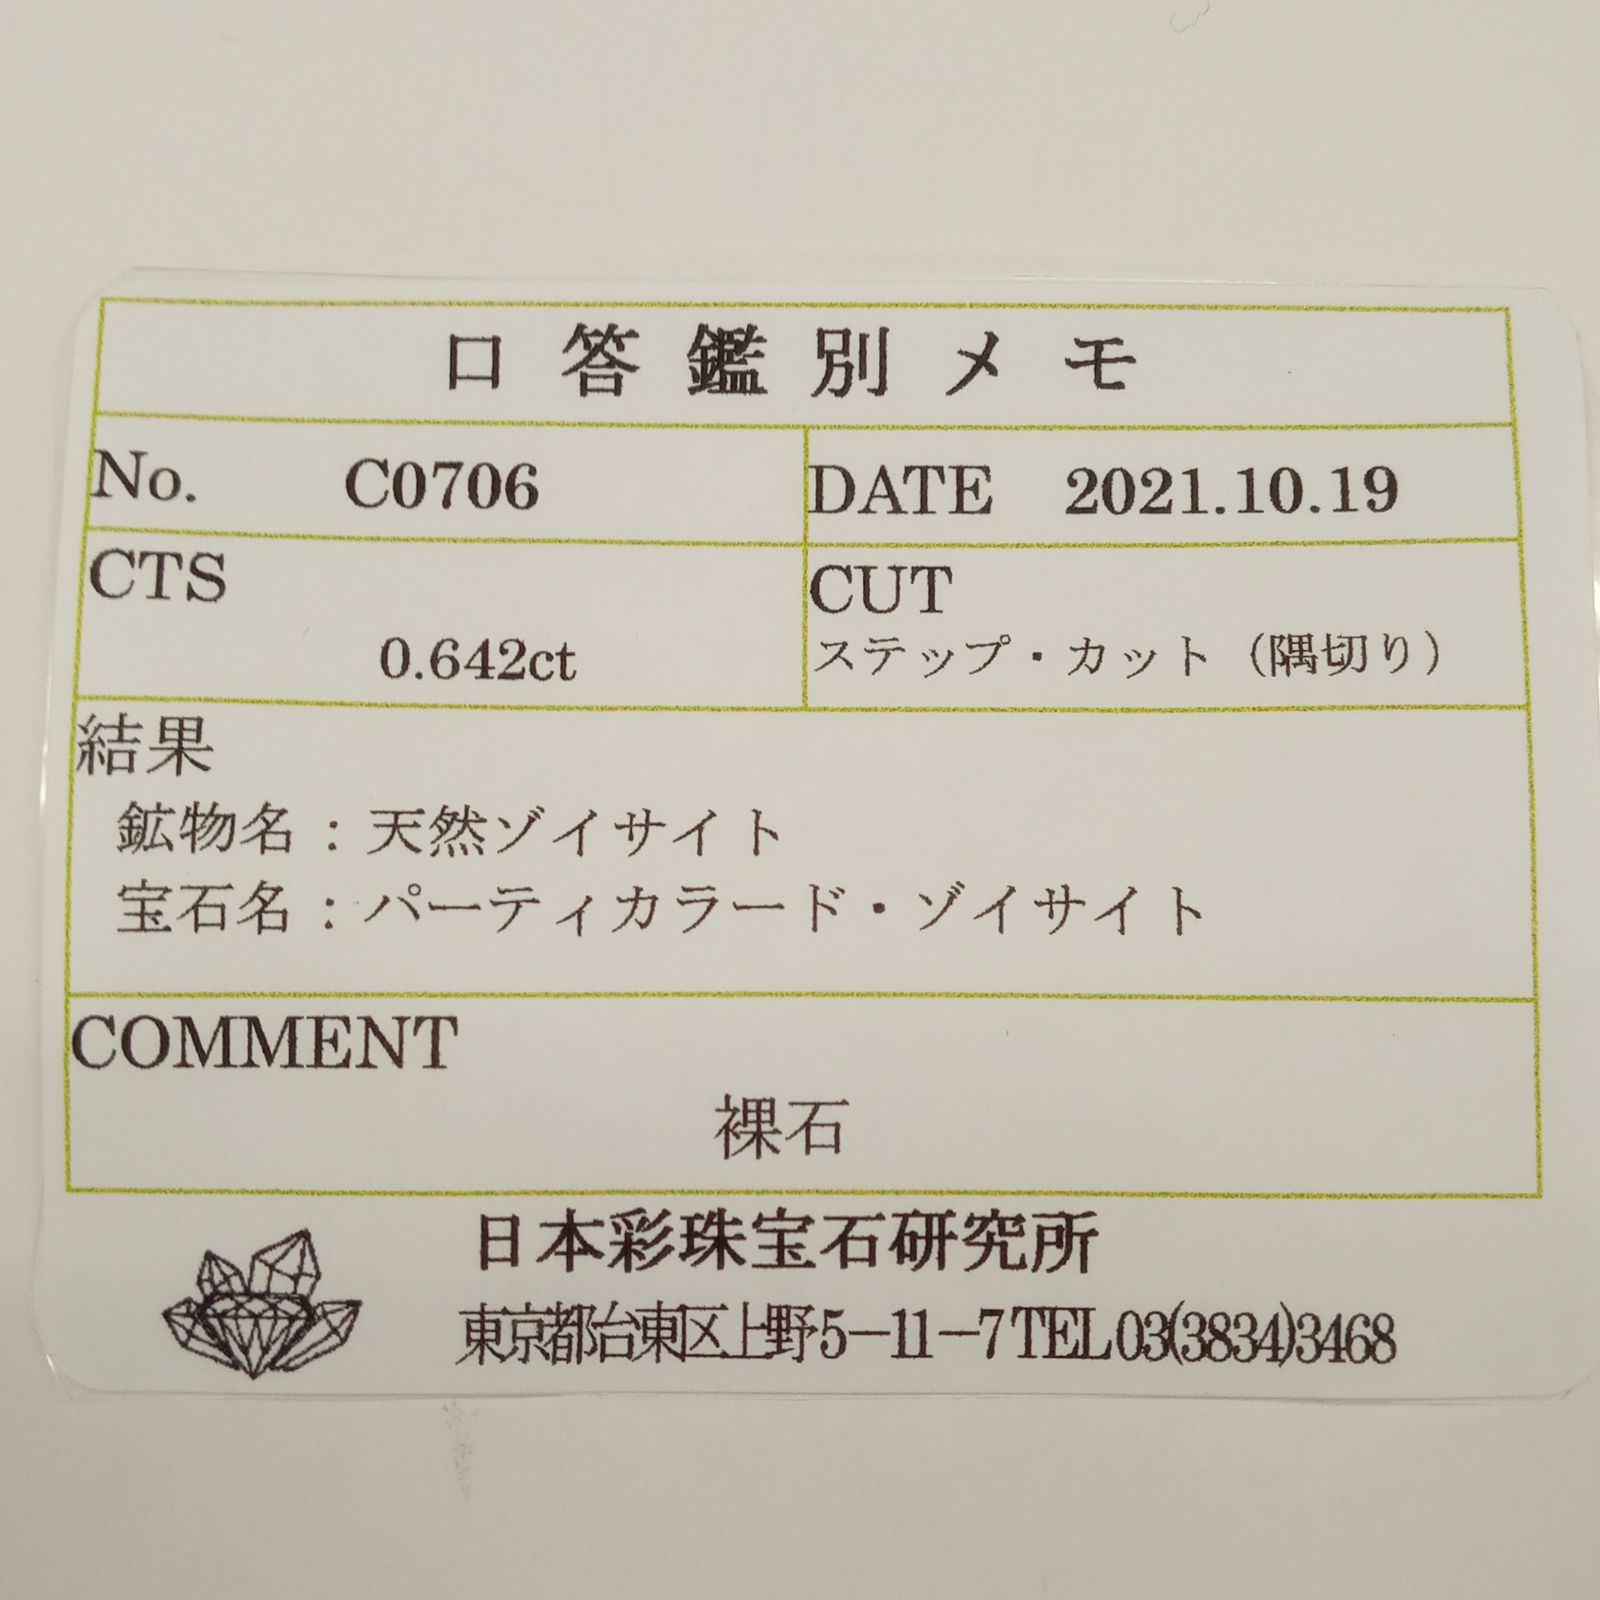 口答鑑別メモ
No. C0706 DATE 2021.10.19
CTS CUT
0.642ct ステップ・カット（隅切り）
結果
鉱物名：天然ゾイサイト
宝石名：パーティカラード・ゾイサイト
COMMENT
裸石
日本彩珠宝石研究所
東京都台東区上野5－11－7 TEL 03(3834)3468